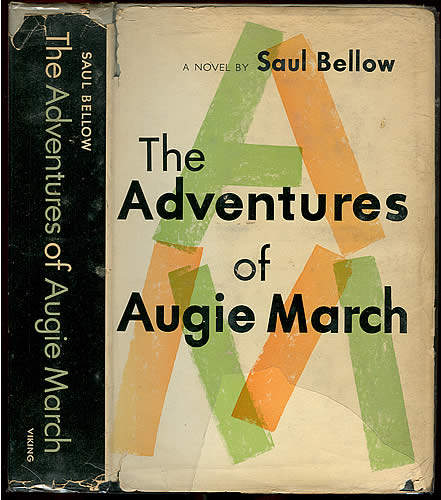 SAUL BELLOW
The Adventures of Augie March
VIKING
A NOVEL BY Saul Bellow
The
Adventures
of
Augie March